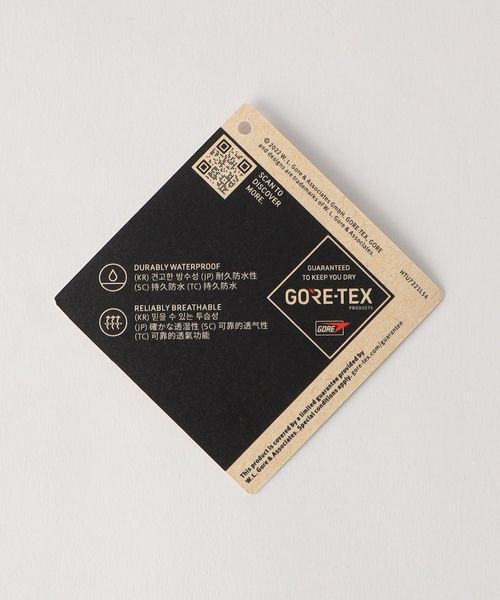 © 2022 W. L. Gore & Associates GmbH. GORE-TEX, GORE
and designs are trademarks of W. L. Gore & Associates.
SCAN TO
DISCOVER
MORE.
DURABLY WATERPROOF
(KR) 견고한 방수성 (JP) 耐久防水性
(SC) 持久防水 (TC) 持久防水
RELIABLY BREATHABLE
(KR) 믿을 수 있는 투습성
(JP) 確かな透湿性 (SC) 可靠的透气性
(TC) 可靠的透氣功能
GUARANTEED
TO KEEP YOU DRY
GORE-TEX
PRODUCTS
GORE
HTU7221LS4
This product is covered by a limited guarantee provided by
W. L. Gore & Associates. Special conditions apply. gore-tex.com/guarantee